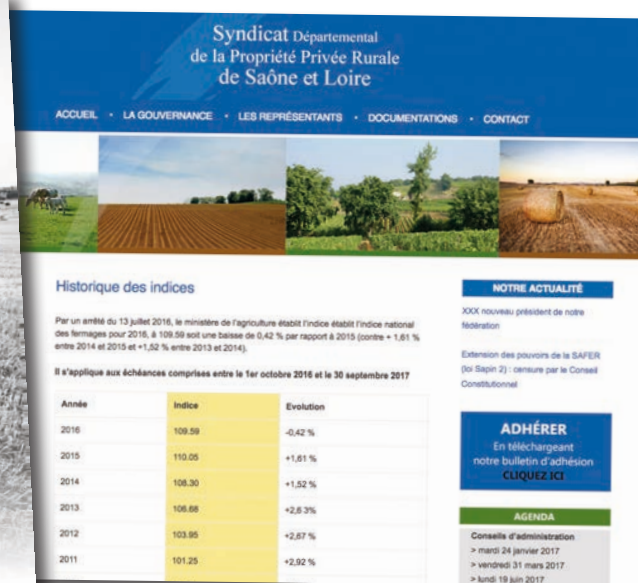 Syndicat Départemental
de la Propriété Privée Rurale
de Saône et Loire
ACCUEIL • LA GOUVERNANCE • LES REPRÉSENTANTS • DOCUMENTATIONS • CONTACT
Historique des indices
Par un arrêté du 13 juillet 2016, le ministère de l'agriculture établit l'indice établit l'indice national
des fermages pour 2016, à 109.59 soit une baisse de 0,42 % par rapport à 2015 (contre + 1,61 %
entre 2014 et 2015 et +1,52 % entre 2013 et 2014).
Il s'applique aux échéances comprises entre le 1er octobre 2016 et le 30 septembre 2017
Année Indice Evolution
2016 109.59 -0,42 %
2015 110.05 +1,61 %
2014 108.30 +1,52 %
2013 106.68 +2,6 3%
2012 103.95 +2,67 %
2011 101.25 +2,92 %
NOTRE ACTUALITÉ
XXX nouveau président de notre
fédération
Extension des pouvoirs de la SAFER
(loi Sapin 2) : censure par le Conseil
Constitutionnel
ADHÉRER
En téléchargeant
notre bulletin d'adhésion
CLIQUEZ ICI
AGENDA
Conseils d'administration
> mardi 24 janvier 2017
> vendredi 31 mars 2017
> lundi 19 juin 2017